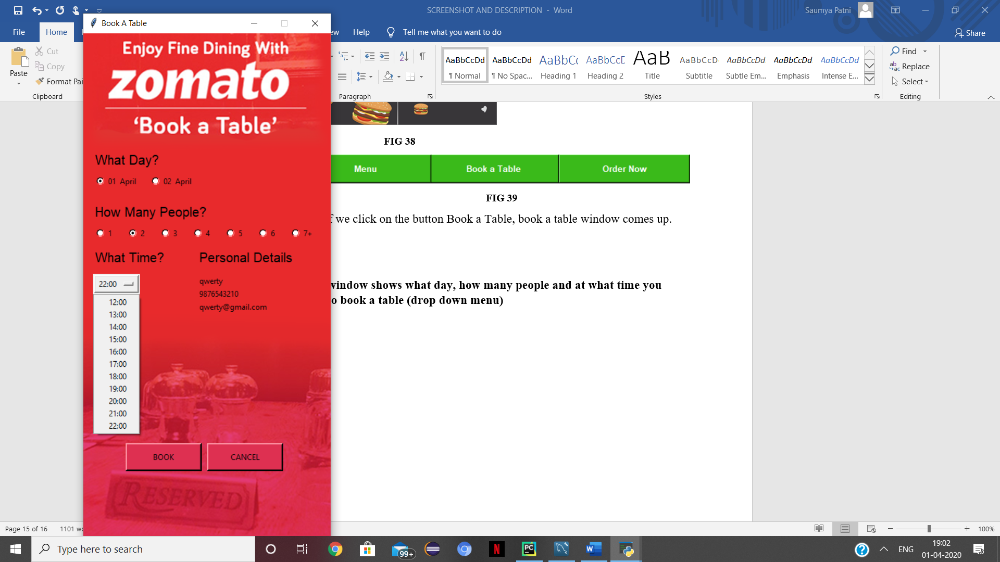 SCREENSHOT AND DESCRIPTION - Word
Saumya Patni
Book A Table
File Home ew Help Tell me what you want to do
Share
Cut
Copy
Paste
Format Pai
Clipboard
Paragraph
AaBbCcDd AaBbCcDd AaBbCc AaBbCcD AaB AaBbCcD AaBbCcDd AaBbCcDd AaBbCcDd
¶ Normal ¶ No Spac... Heading 1 Heading 2 Title Subtitle Subtle Em... Emphasis Intense E...
Styles
Find
Replace
Select
Editing
Enjoy Fine Dining With
zomato
‘Book a Table’
What Day?
01 April 02 April
How Many People?
1 2 3 4 5 6 7+
What Time? Personal Details
22:00
qwerty
9876543210
qwerty@gmail.com
12:00
13:00
14:00
15:00
16:00
17:00
18:00
19:00
20:00
21:00
22:00
BOOK CANCEL
RESERVED
FIG 38
Menu Book a Table Order Now
FIG 39
f we click on the button Book a Table, book a table window comes up.
window shows what day, how many people and at what time you
o book a table (drop down menu)
Page 15 of 16 1101 wo
100%
Type here to search
99+
N
PC
W
ENG
19:02
01-04-2020